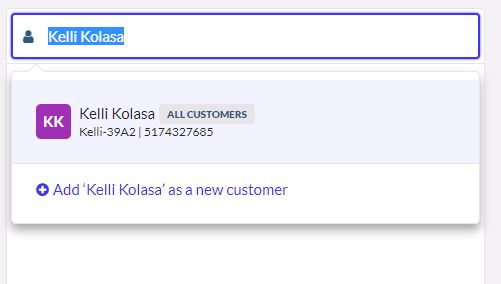 Kelli Kolasa
KK
Kelli Kolasa ALL CUSTOMERS
Kelli-39A2 | 5174327685
Add ‘Kelli Kolasa’ as a new customer